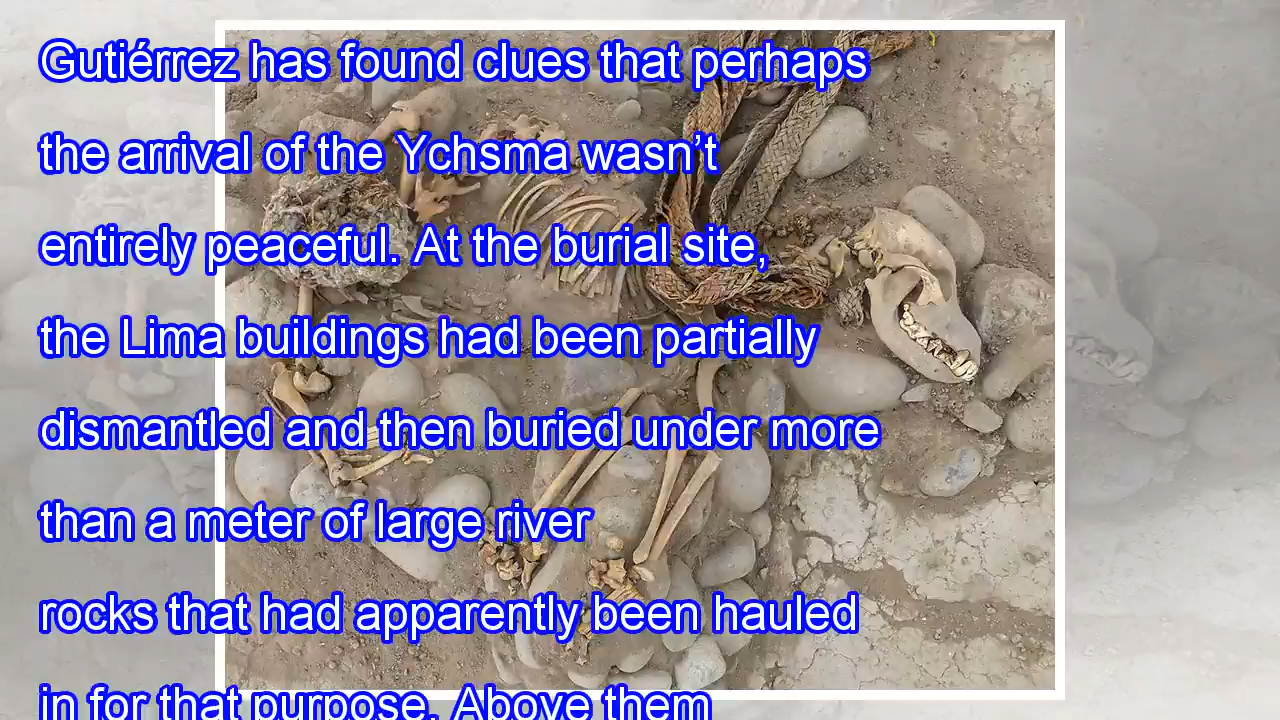 Gutiérrez has found clues that perhaps
the arrival of the Ychsma wasn’t
entirely peaceful. At the burial site,
the Lima buildings had been partially
dismantled and then buried under more
than a meter of large river
rocks that had apparently been hauled
in for that purpose. Above them